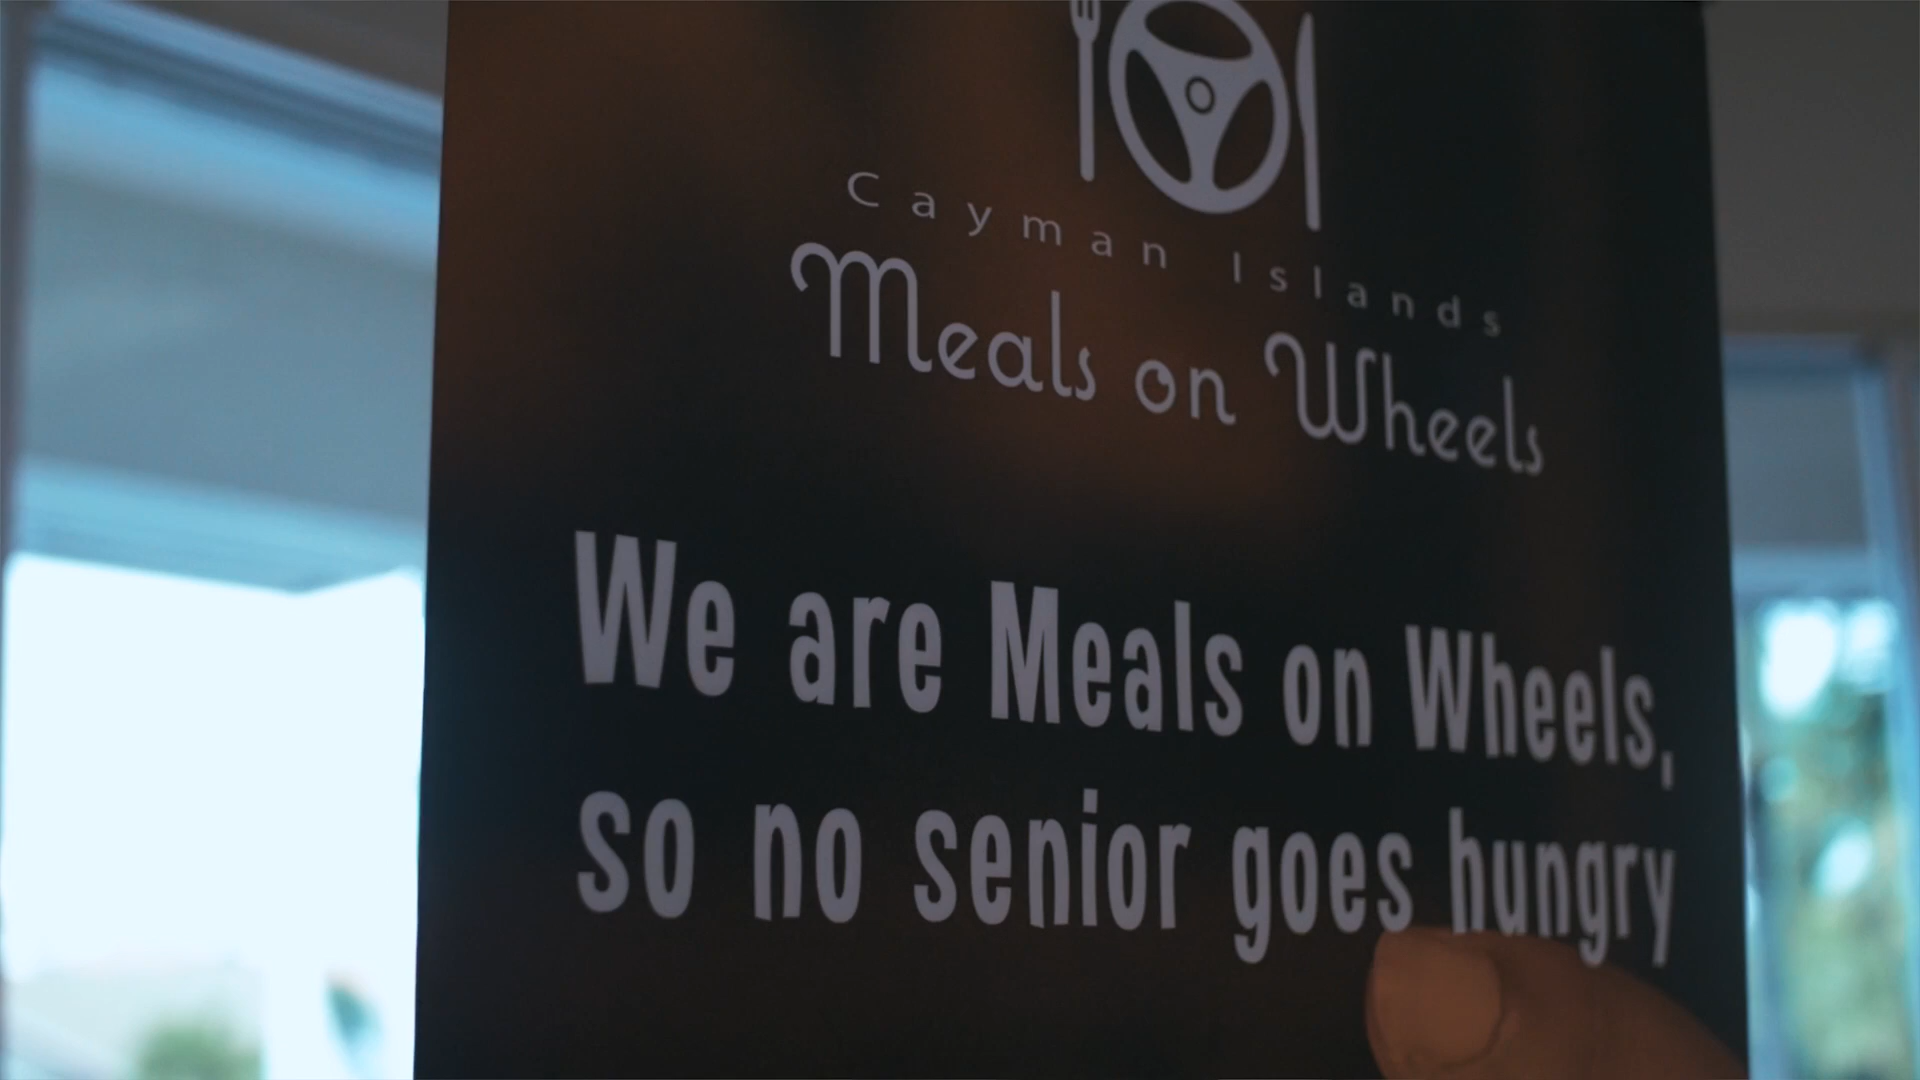 Cayman Islands
Meals on Wheels
We are Meals on Wheels,
so no senior goes hungry